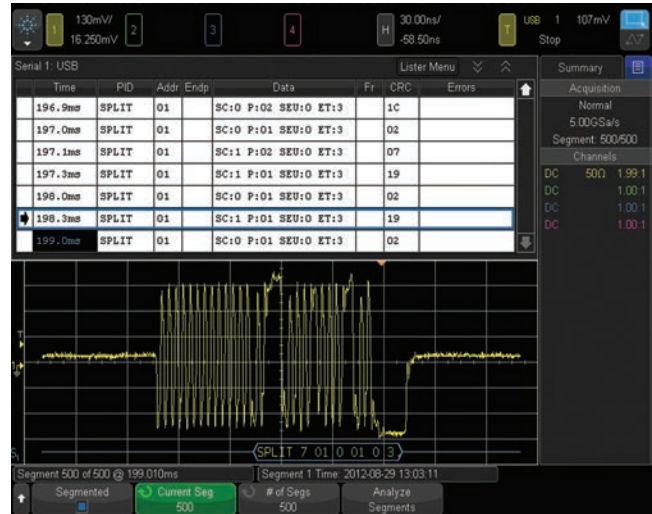 1 130mV/ 16.250mV 2 3 4 H 30.00ns/ -58.50ns T USB 1 107mV Stop
Serial 1: USB Lister Menu Summary
Time PID Addr Endp Data Fr CRC Errors
196.9ms SPLIT 01 SC:0 P:02 SEU:0 ET:3 1C
197.0ms SPLIT 01 SC:0 P:01 SEU:0 ET:3 02
197.1ms SPLIT 01 SC:1 P:02 SEU:0 ET:3 07
197.3ms SPLIT 01 SC:1 P:01 SEU:0 ET:3 19
198.0ms SPLIT 01 SC:0 P:01 SEU:0 ET:3 02
198.3ms SPLIT 01 SC:1 P:01 SEU:0 ET:3 19
199.0ms SPLIT 01 SC:0 P:01 SEU:0 ET:3 02
Acquisition
Normal
5.00GSa/s
Segment: 500/500
Channels
DC 50Ω 1.99:1
DC 1.00:1
DC 1.00:1
DC 1.00:1
T
SPLIT 7 01 0 01 0 3
S1
Segment 500 of 500 @ 199.010ms Segment 1 Time: 2012-08-29 13:03:11
Segmented
Current Seg
500
# of Segs
500
Analyze
Segments